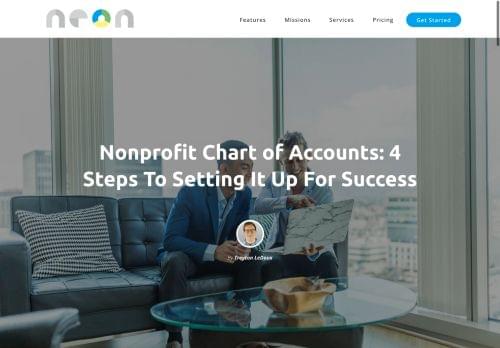 neon
Features Missions Services Pricing Get Started
Nonprofit Chart of Accounts: 4
Steps To Setting It Up For Success
By Trayton LeDoux